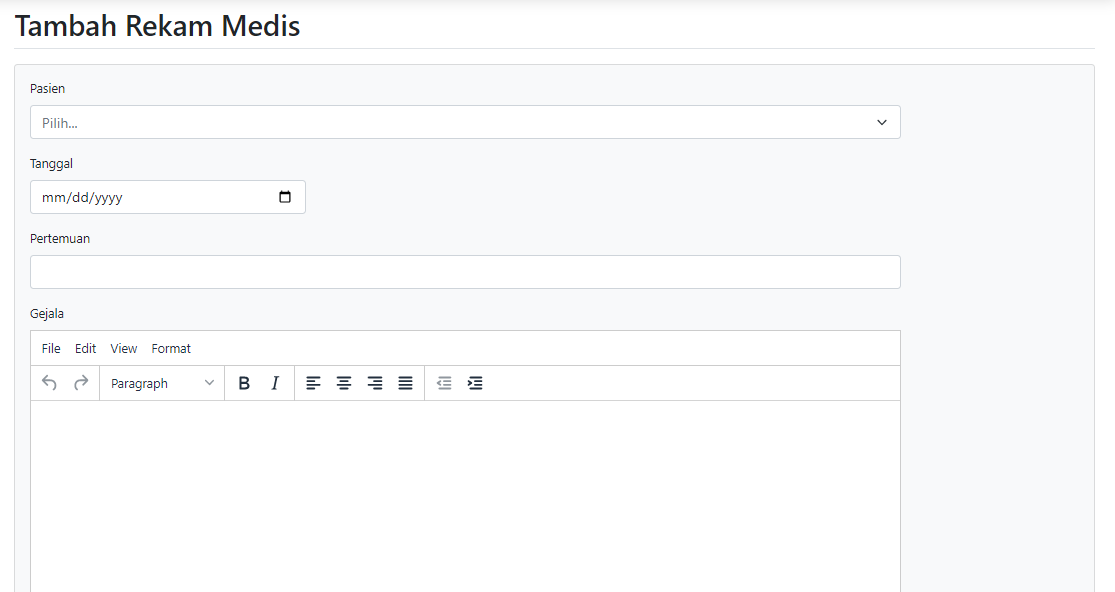 Tambah Rekam Medis
Pasien
Pilih...
Tanggal
mm/dd/yyyy
Pertemuan
Gejala
File Edit View Format
Paragraph B I